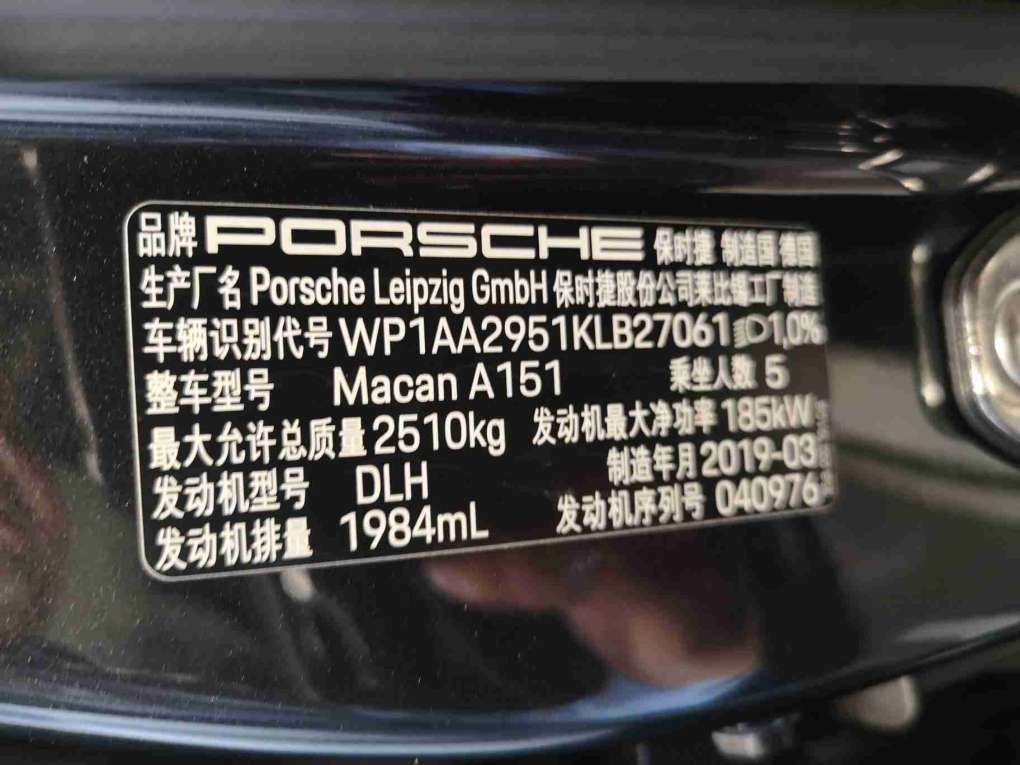 品牌 PORSCHE 保时捷 制造国 德国
生产厂名 Porsche Leipzig GmbH 保时捷股份公司莱比锡工厂制造
车辆识别代号 WP1AA2951KLB27061 1,0%
整车型号 Macan A151 乘坐人数 5
最大允许总质量 2510kg 发动机最大净功率 185kW
发动机型号 DLH 制造年月 2019-03
发动机排量 1984mL 发动机序列号 040976